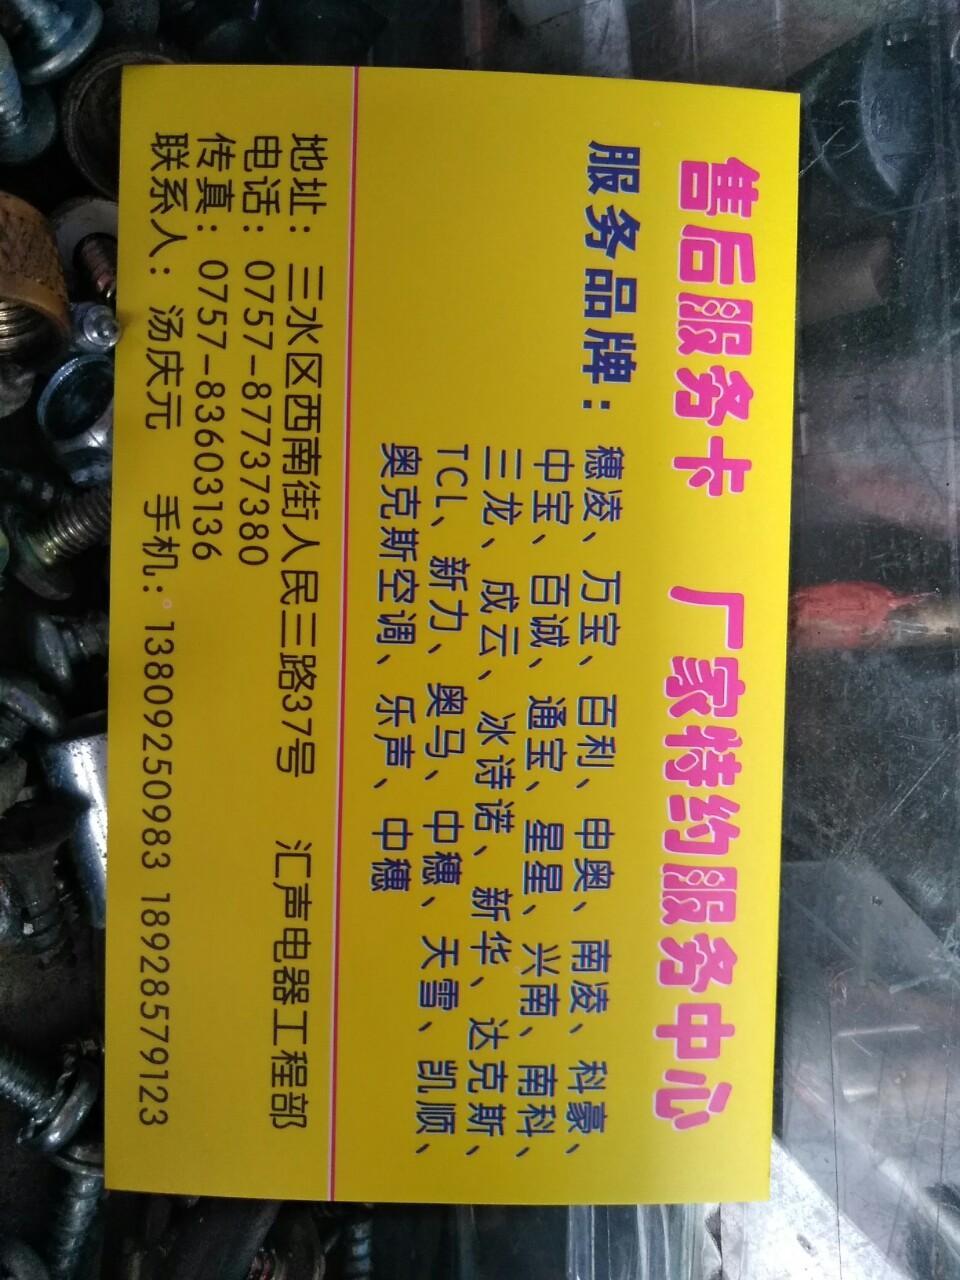 售后服务卡 厂家特约服务中心
服务品牌：穗凌、万宝、百利、申奥、南凌、科豪、
中宝、百诚、通宝、星星、兴南、南科、
三龙、成云、冰诗诺、新华、达克斯、
TCL、新力、奥马、中穗、天雪、凯顺、
奥克斯空调、乐声、中穗
地址：三水区西南街人民三路37号 汇声电器工程部
电话：0757-87737380
传真：0757-83603136
联系人：汤庆元 手机：13809250983 18928579123